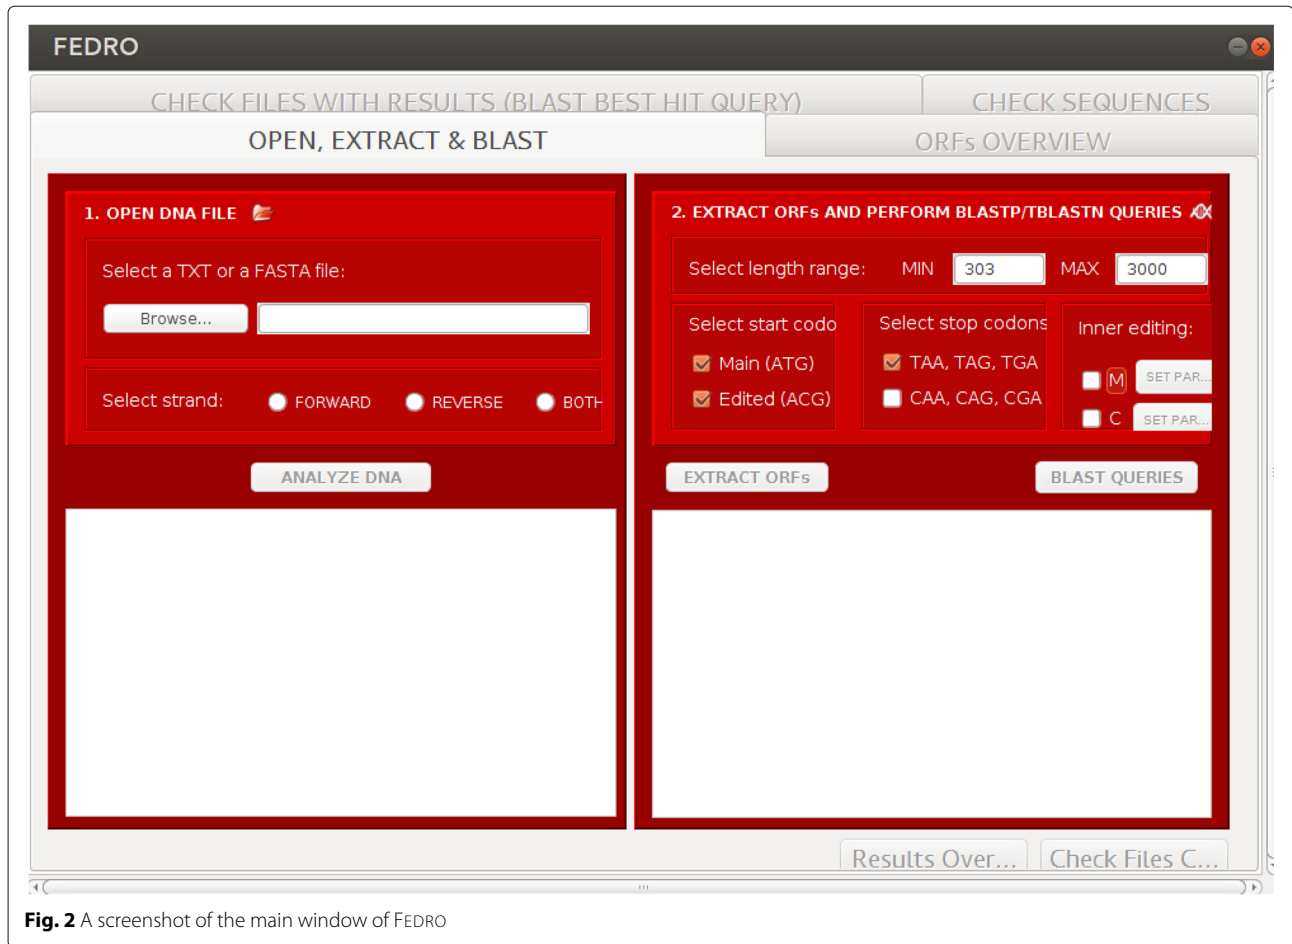 FEDRO
CHECK FILES WITH RESULTS (BLAST BEST HIT QUERY)
CHECK SEQUENCES
OPEN, EXTRACT & BLAST
ORFs OVERVIEW
1. OPEN DNA FILE
Select a TXT or a FASTA file:
Browse...
Select strand: FORWARD REVERSE BOTH
ANALYZE DNA
2. EXTRACT ORFs AND PERFORM BLASTP/TBLASTN QUERIES
Select length range: MIN 303 MAX 3000
Select start codo
Main (ATG)
Edited (ACG)
Select stop codons
TAA, TAG, TGA
CAA, CAG, CGA
Inner editing:
M SET PAR...
C SET PAR...
EXTRACT ORFs
BLAST QUERIES
Results Over...
Check Files C...
Fig. 2 A screenshot of the main window of FEDRO